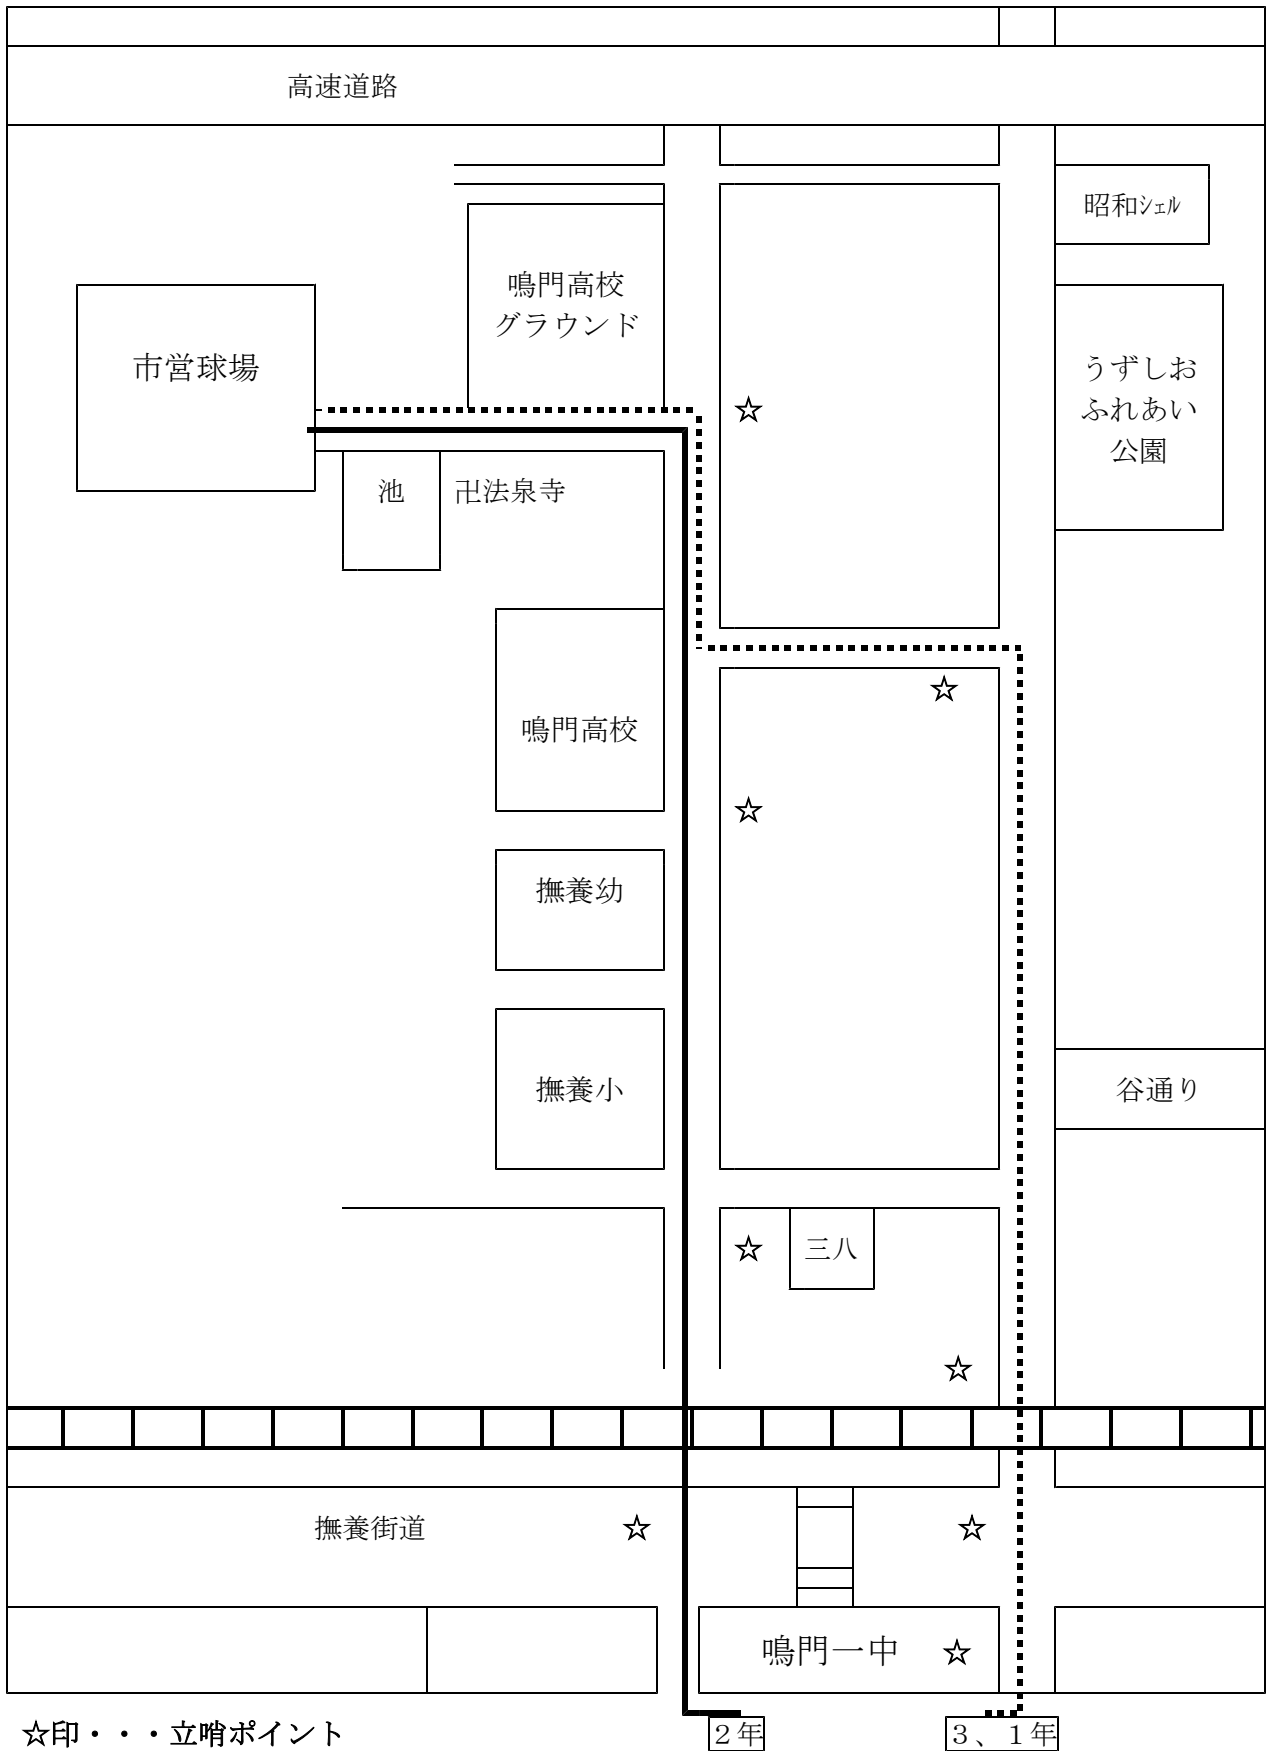 高速道路
昭和ｼｪﾙ
鳴門高校
グラウンド
市営球場
うずしお
ふれあい
公園
☆
池
卍法泉寺
☆
鳴門高校
☆
撫養幼
撫養小
谷通り
☆
三八
☆
撫養街道
☆
☆
鳴門一中
☆
☆印・・・立哨ポイント
２年
３、１年